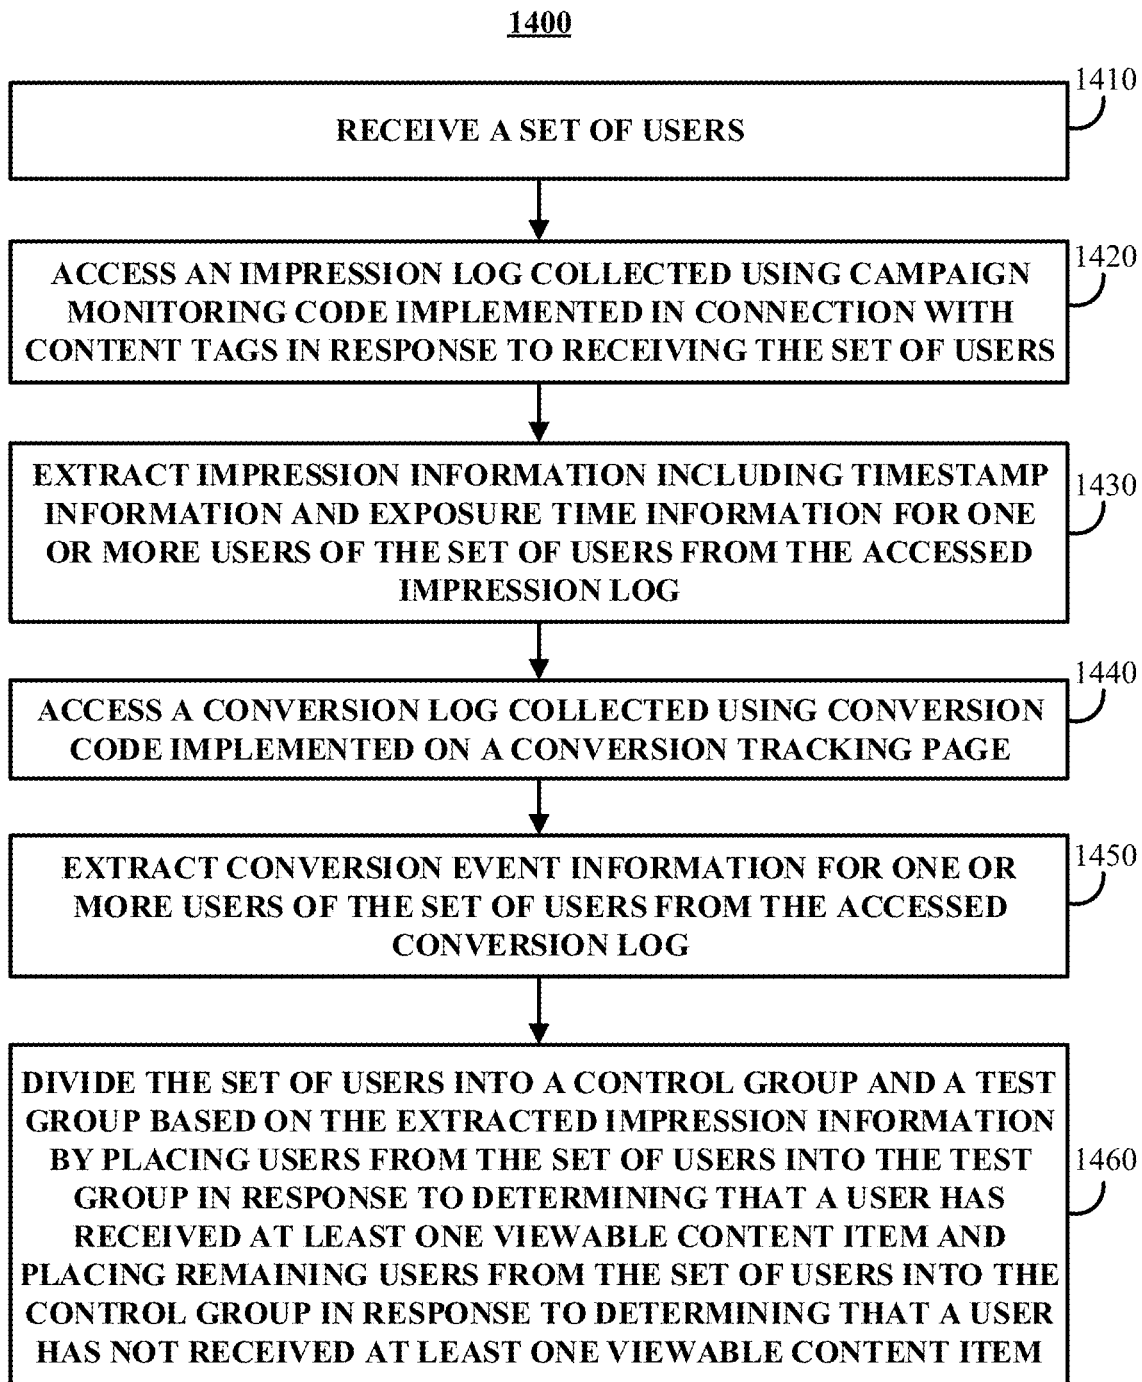 1400
1410
RECEIVE A SET OF USERS
1420
ACCESS AN IMPRESSION LOG COLLECTED USING CAMPAIGN
MONITORING CODE IMPLEMENTED IN CONNECTION WITH
CONTENT TAGS IN RESPONSE TO RECEIVING THE SET OF USERS
1430
EXTRACT IMPRESSION INFORMATION INCLUDING TIMESTAMP
INFORMATION AND EXPOSURE TIME INFORMATION FOR ONE
OR MORE USERS OF THE SET OF USERS FROM THE ACCESSED
IMPRESSION LOG
1440
ACCESS A CONVERSION LOG COLLECTED USING CONVERSION
CODE IMPLEMENTED ON A CONVERSION TRACKING PAGE
1450
EXTRACT CONVERSION EVENT INFORMATION FOR ONE OR
MORE USERS OF THE SET OF USERS FROM THE ACCESSED
CONVERSION LOG
1460
DIVIDE THE SET OF USERS INTO A CONTROL GROUP AND A TEST
GROUP BASED ON THE EXTRACTED IMPRESSION INFORMATION
BY PLACING USERS FROM THE SET OF USERS INTO THE TEST
GROUP IN RESPONSE TO DETERMINING THAT A USER HAS
RECEIVED AT LEAST ONE VIEWABLE CONTENT ITEM AND
PLACING REMAINING USERS FROM THE SET OF USERS INTO THE
CONTROL GROUP IN RESPONSE TO DETERMINING THAT A USER
HAS NOT RECEIVED AT LEAST ONE VIEWABLE CONTENT ITEM